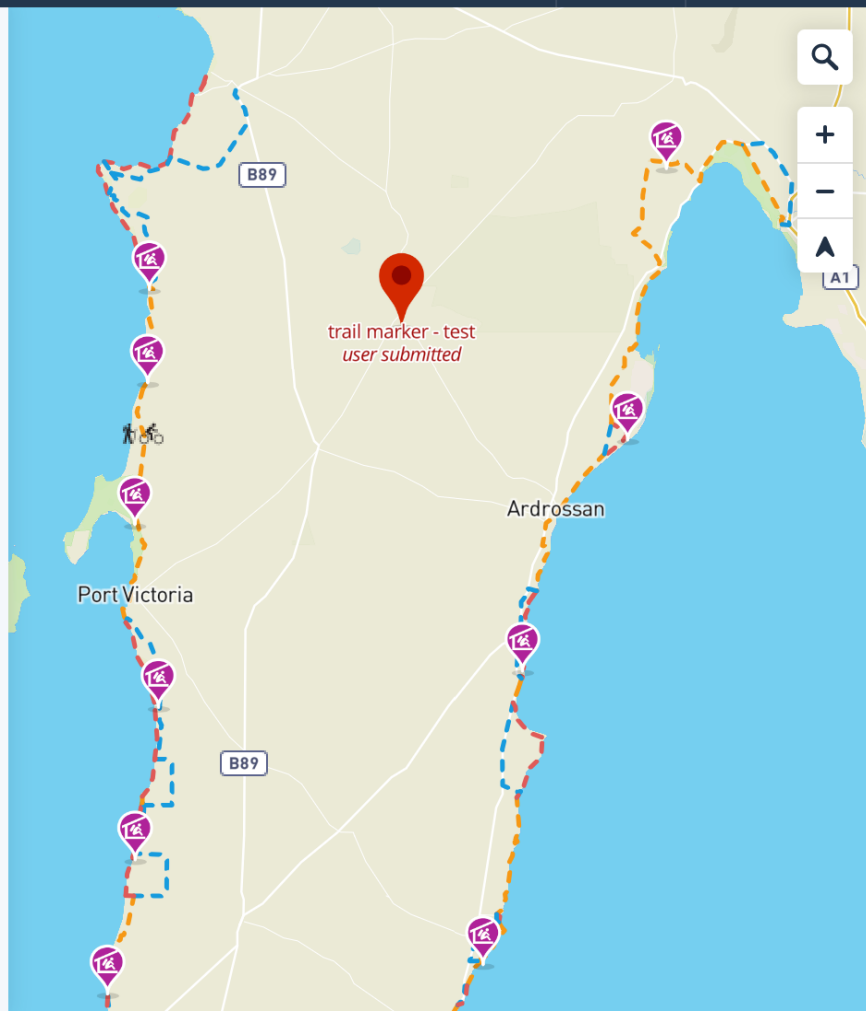 B89
A1
trail marker - test
user submitted
Ardrossan
Port Victoria
B89